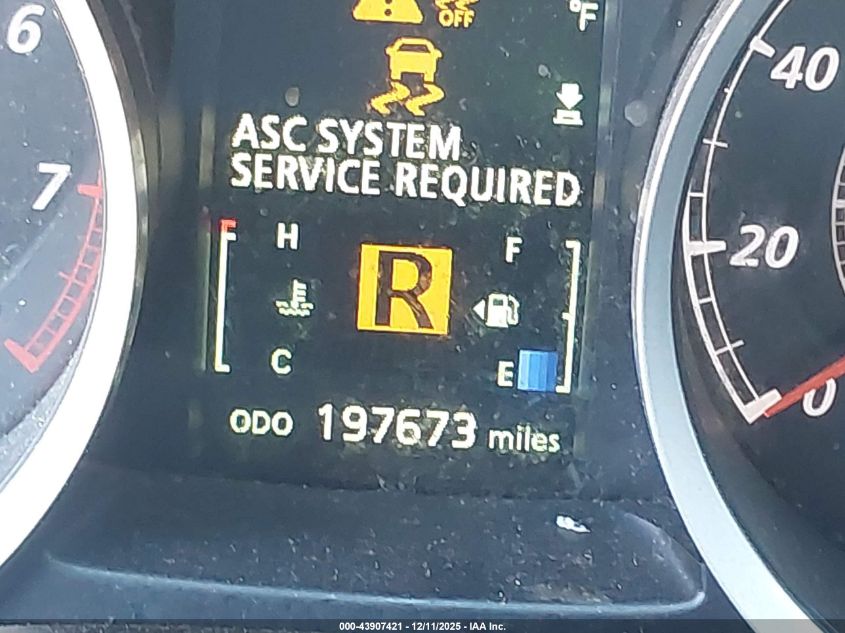 6
7
OFF
°F
ASC SYSTEM
SERVICE REQUIRED
H
R
F
C
E
ODO 197673 miles
40
20
0
000-43907421 - 12/11/2025 - IAA Inc.